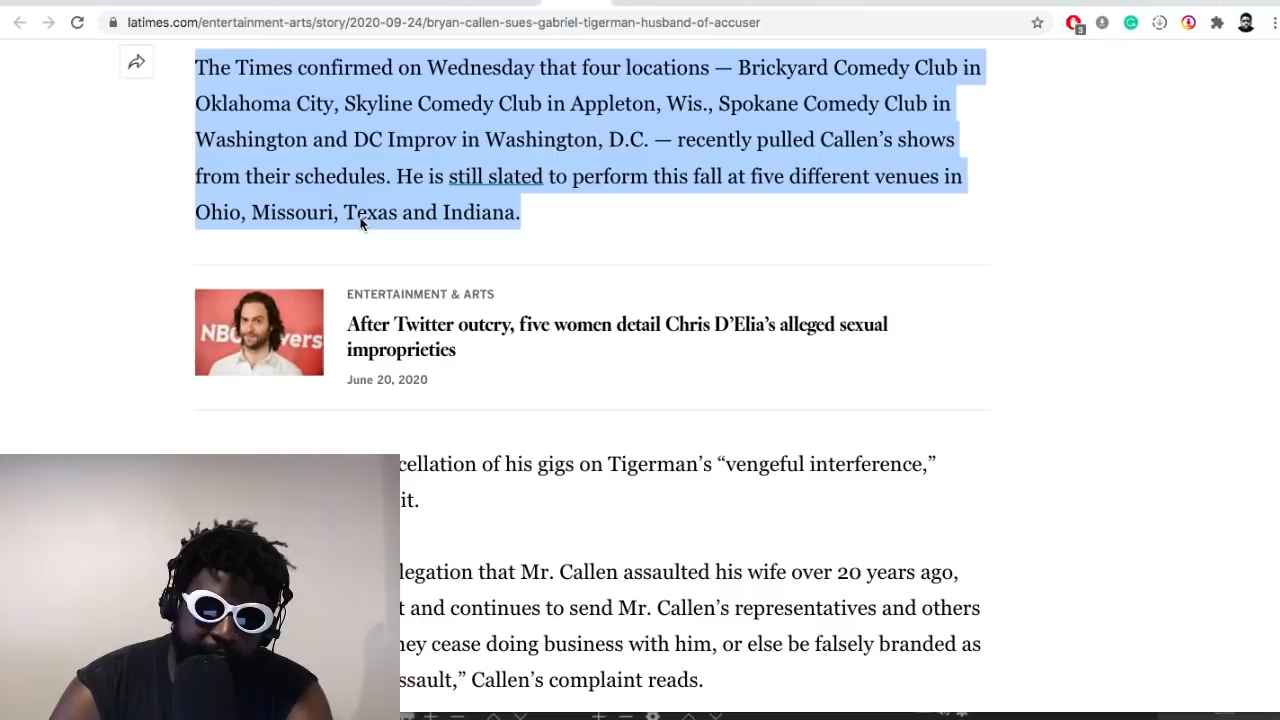 latimes.com/entertainment-arts/story/2020-09-24/bryan-callen-sues-gabriel-tigerman-husband-of-accuser
3
The Times confirmed on Wednesday that four locations — Brickyard Comedy Club in
Oklahoma City, Skyline Comedy Club in Appleton, Wis., Spokane Comedy Club in
Washington and DC Improv in Washington, D.C. — recently pulled Callen’s shows
from their schedules. He is still slated to perform this fall at five different venues in
Ohio, Missouri, Texas and Indiana.
ENTERTAINMENT & ARTS
After Twitter outcry, five women detail Chris D’Elia’s alleged sexual
improprieties
June 20, 2020
cellation of his gigs on Tigerman’s “vengeful interference,”
it.
legation that Mr. Callen assaulted his wife over 20 years ago,
t and continues to send Mr. Callen’s representatives and others
hey cease doing business with him, or else be falsely branded as
ssault,” Callen’s complaint reads.